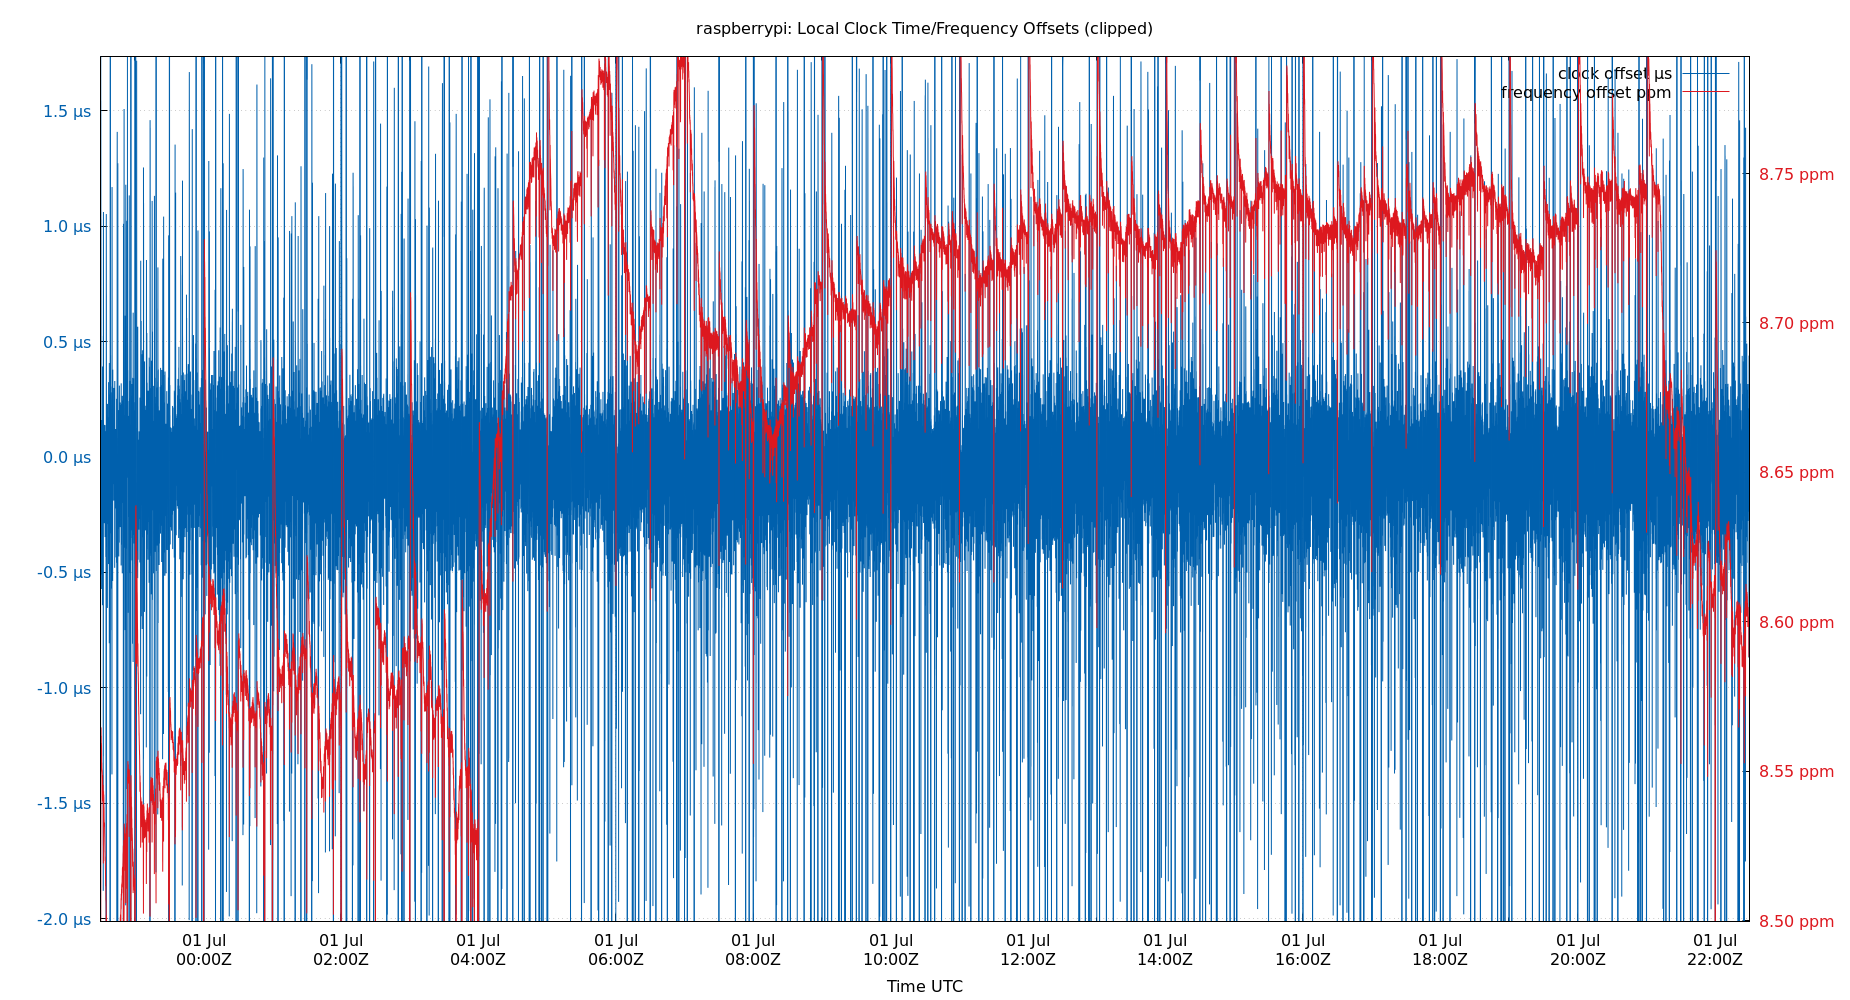 raspberrypi: Local Clock Time/Frequency Offsets (clipped)
clock offset µs
frequency offset ppm
1.5 µs
1.0 µs
0.5 µs
0.0 µs
-0.5 µs
-1.0 µs
-1.5 µs
-2.0 µs
8.75 ppm
8.70 ppm
8.65 ppm
8.60 ppm
8.55 ppm
8.50 ppm
01 Jul 01 Jul 01 Jul 01 Jul 01 Jul 01 Jul 01 Jul 01 Jul 01 Jul 01 Jul 01 Jul 01 Jul
00:00Z 02:00Z 04:00Z 06:00Z 08:00Z 10:00Z 12:00Z 14:00Z 16:00Z 18:00Z 20:00Z 22:00Z
Time UTC